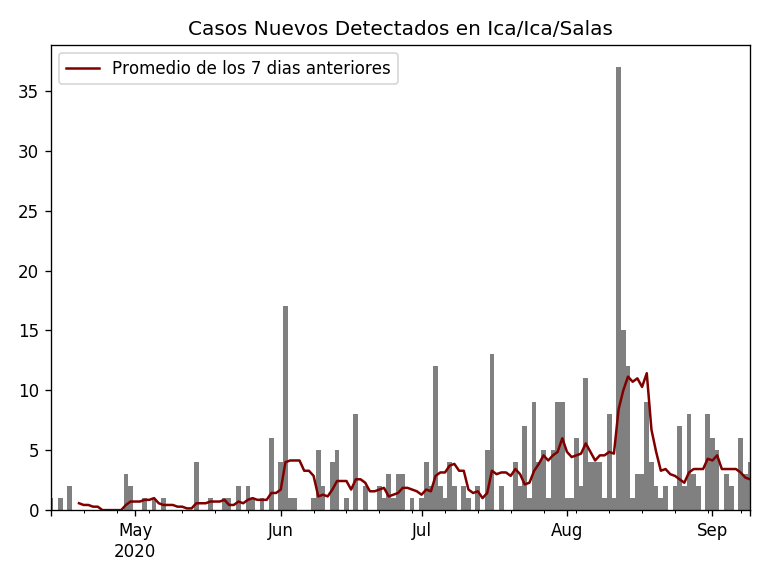 Casos Nuevos Detectados en Ica/Ica/Salas
Promedio de los 7 dias anteriores
35
30
25
20
15
10
5
0
May
2020
Jun
Jul
Aug
Sep